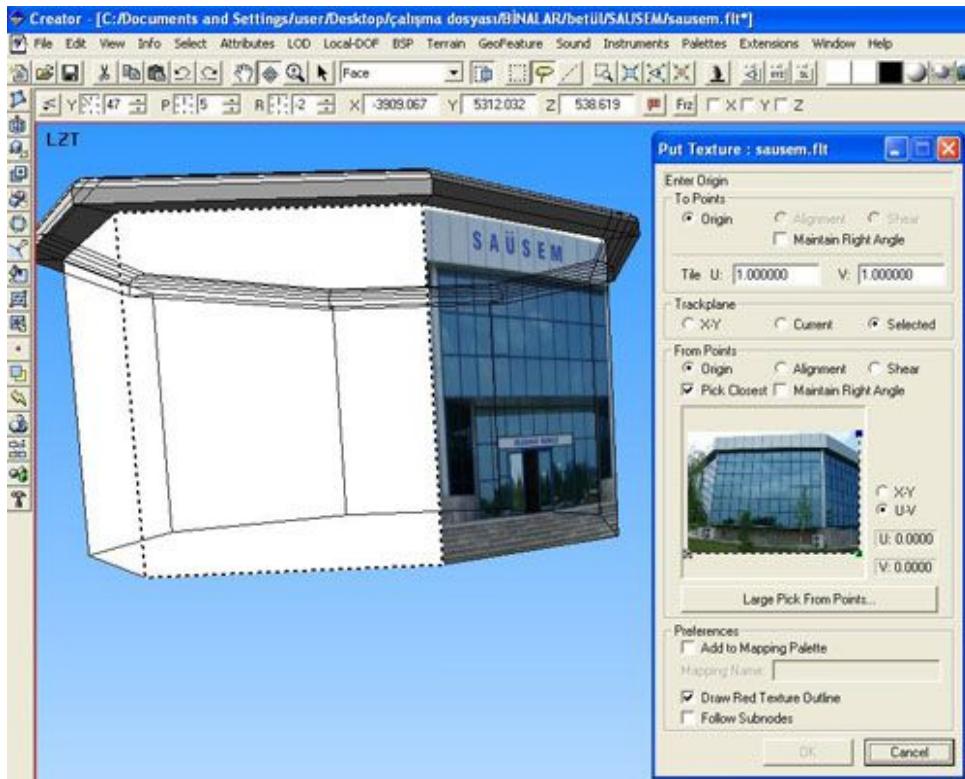 Creator - [C:/Documents and Settings/user/Desktop/çalışma dosyası/BİNALAR/betül/SAUSEM/sausem.flt*]
File Edit View Info Select Attributes LOD Local-DOF BSP Terrain GeoFeature Sound Instruments Palettes Extensions Window Help
Face
Y 47 P 5 R -2 X -3909.067 Y 5312.032 Z 538.619 Frz X Y Z
LZT
SAÜSEM
Put Texture : sausem.flt
Enter Origin
To Points
Origin Alignment Shear
Maintain Right Angle
Tile U: 1.000000 V: 1.000000
Trackplane
X-Y Current Selected
From Points
Origin Alignment Shear
Pick Closest Maintain Right Angle
X-Y
U-V
U: 0.0000
V: 0.0000
Large Pick From Points...
Preferences
Add to Mapping Palette
Mapping Name:
Draw Red Texture Outline
Follow Subnodes
OK Cancel